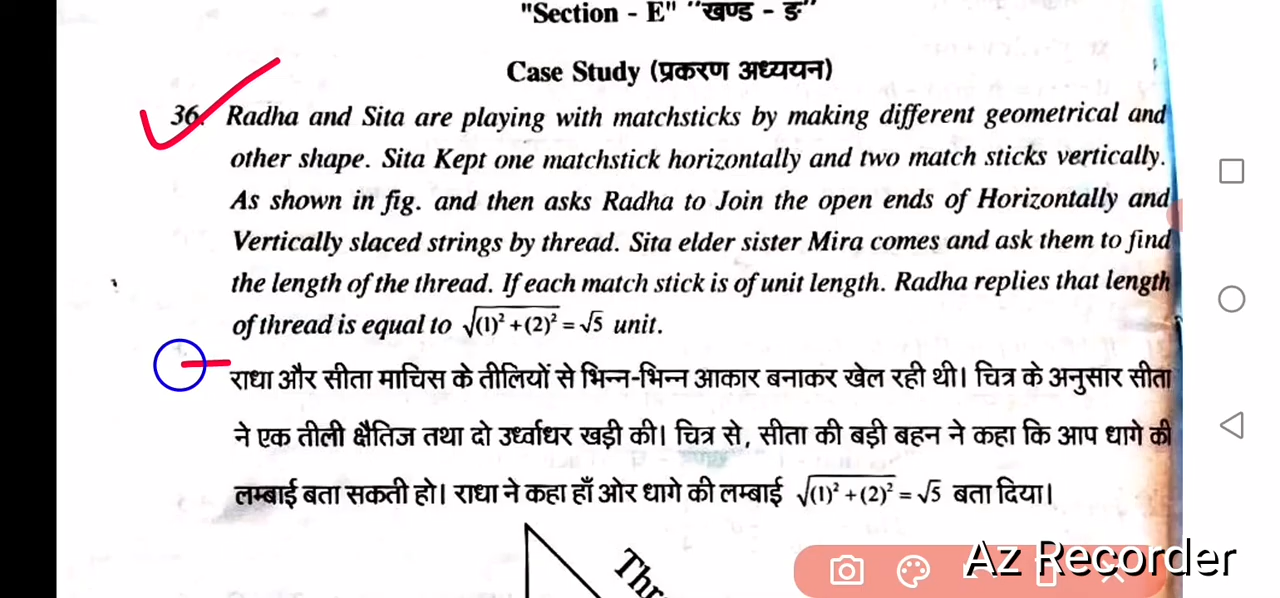 "Section - E" "खण्ड - ङ"
Case Study (प्रकरण अध्ययन)
36. Radha and Sita are playing with matchsticks by making different geometrical and
other shape. Sita Kept one matchstick horizontally and two match sticks vertically.
As shown in fig. and then asks Radha to Join the open ends of Horizontally and
Vertically slaced strings by thread. Sita elder sister Mira comes and ask them to find
the length of the thread. If each match stick is of unit length. Radha replies that length
of thread is equal to √(1)² + (2)² = √5 unit.
राधा और सीता माचिस के तीलियों से भिन्न-भिन्न आकार बनाकर खेल रही थी। चित्र के अनुसार सीता
ने एक तीली क्षैतिज तथा दो उर्ध्वाधर खड़ी की। चित्र से, सीता की बड़ी बहन ने कहा कि आप धागे की
लम्बाई बता सकती हो। राधा ने कहा हाँ ओर धागे की लम्बाई √(1)² + (2)² = √5 बता दिया।
Az Recorder